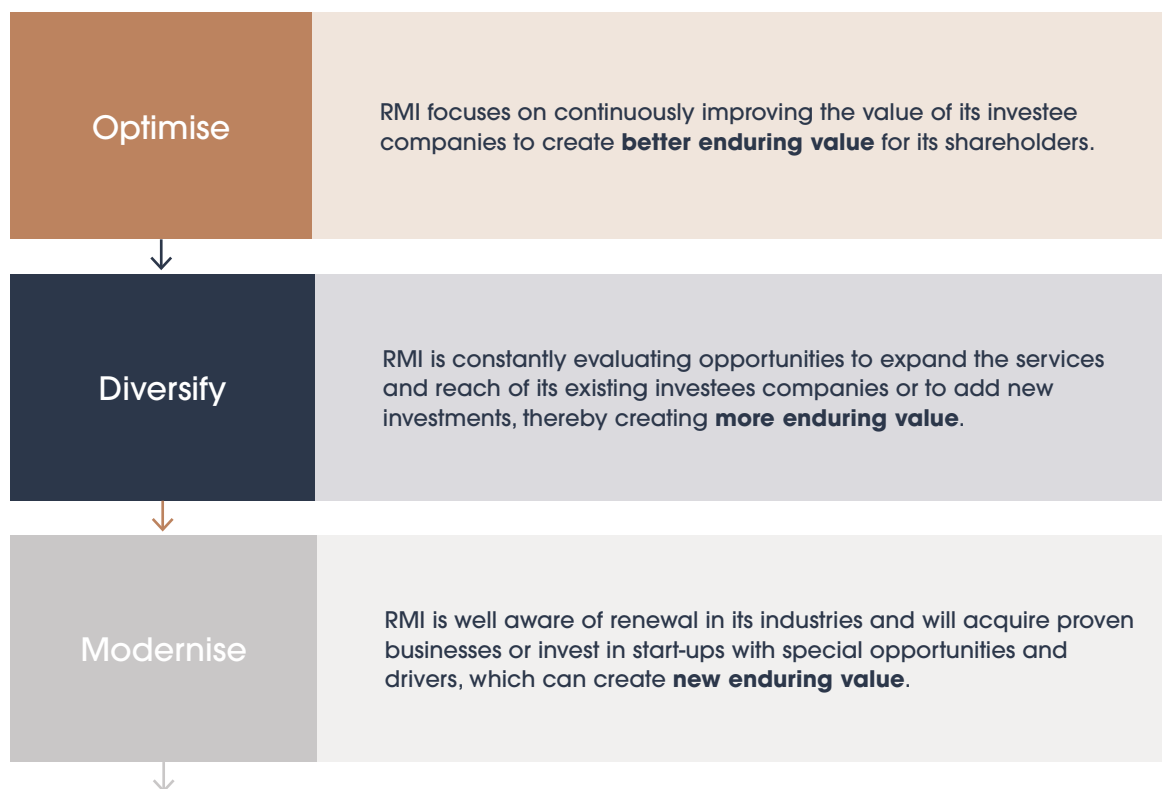 Optimise
RMI focuses on continuously improving the value of its investee
companies to create better enduring value for its shareholders.
Diversify
RMI is constantly evaluating opportunities to expand the services
and reach of its existing investees companies or to add new
investments, thereby creating more enduring value.
Modernise
RMI is well aware of renewal in its industries and will acquire proven
businesses or invest in start-ups with special opportunities and
drivers, which can create new enduring value.